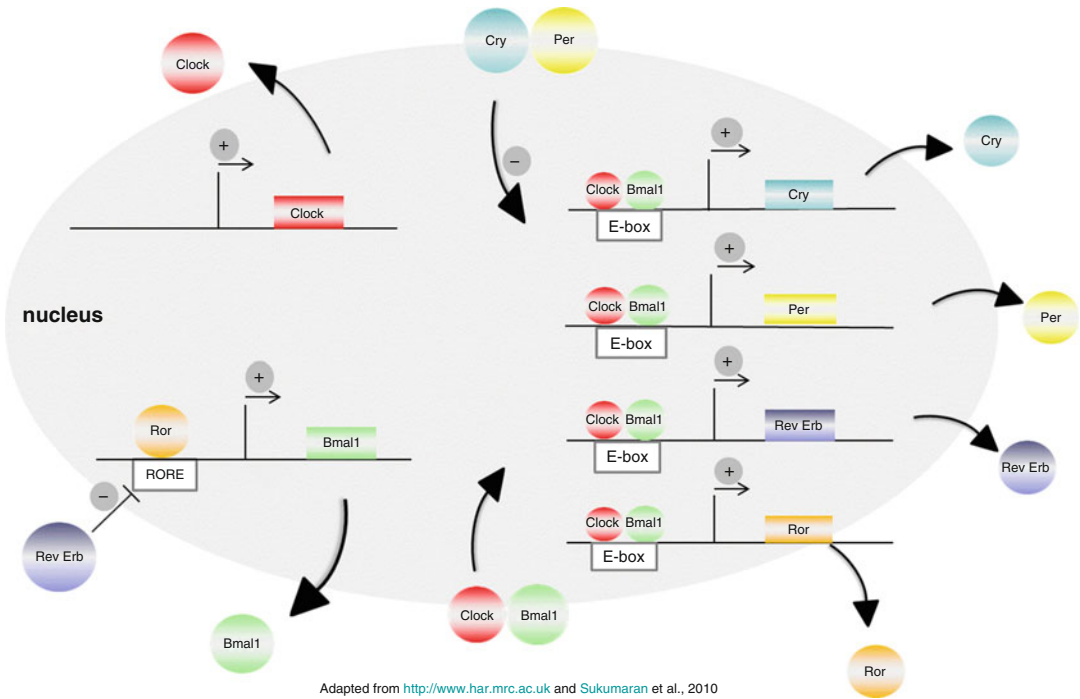 Cry Per
Clock
+
+
−
Cry
Clock Bmal1
Cry
Clock
E-box
+
nucleus
Clock Bmal1
Per
Per
E-box
+
+
Ror
Clock Bmal1
Rev Erb
Bmal1
E-box
RORE
Rev Erb
−
+
Clock Bmal1
Ror
Rev Erb
E-box
Clock Bmal1
Bmal1
Ror
Adapted from http://www.har.mrc.ac.uk and Sukumaran et al., 2010